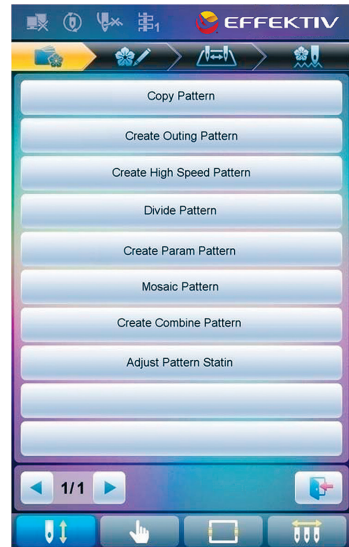 1
EFFEKTIV
Copy Pattern
Create Outing Pattern
Create High Speed Pattern
Divide Pattern
Create Param Pattern
Mosaic Pattern
Create Combine Pattern
Adjust Pattern Statin
1/1